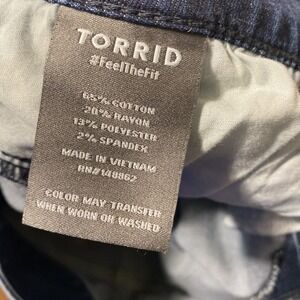 TORRID
#FeelTheFit
65% COTTON
20% RAYON
13% POLYESTER
2% SPANDEX
MADE IN VIETNAM
RN#148862
COLOR MAY TRANSFER
WHEN WORN OR WASHED